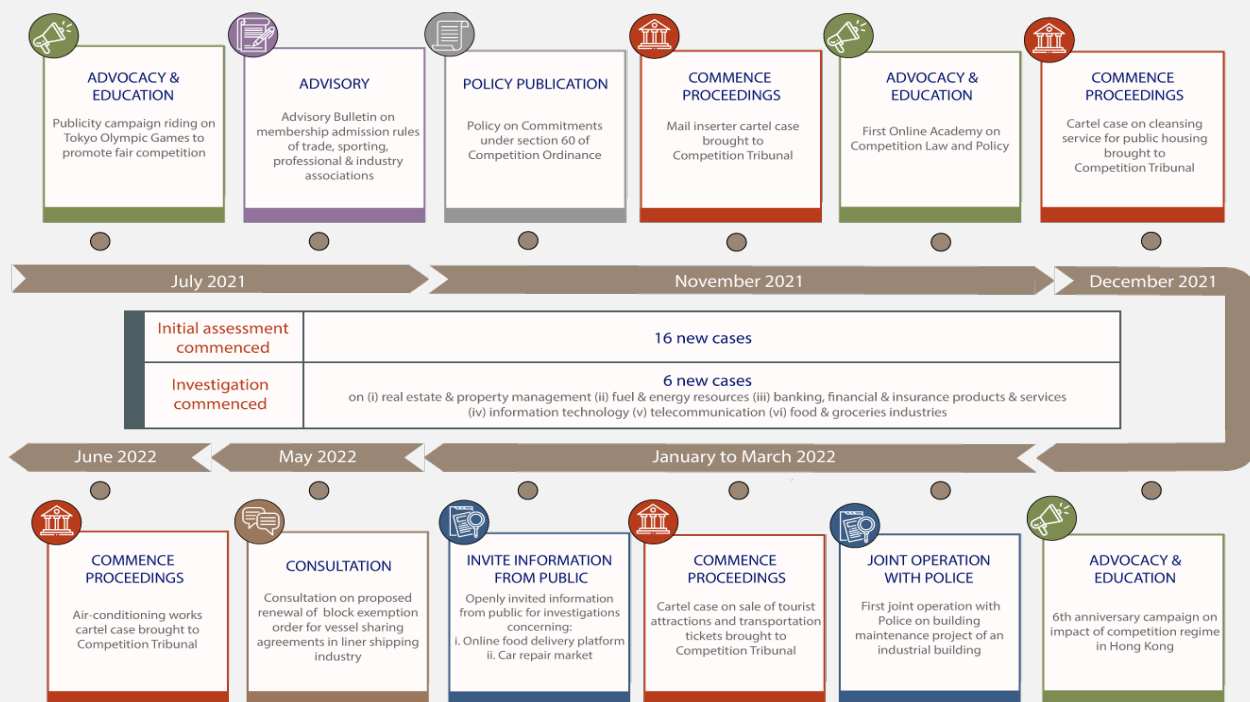 ADVOCACY &
EDUCATION
Publicity campaign riding on
Tokyo Olympic Games to
promote fair competition
ADVISORY
Advisory Bulletin on
membership admission rules
of trade, sporting,
professional & industry
associations
POLICY PUBLICATION
Policy on Commitments
under section 60 of
Competition Ordinance
COMMENCE
PROCEEDINGS
Mail inserter cartel case
brought to
Competition Tribunal
ADVOCACY &
EDUCATION
First Online Academy on
Competition Law and Policy
COMMENCE
PROCEEDINGS
Cartel case on cleansing
service for public housing
brought to
Competition Tribunal
July 2021
November 2021
December 2021
Initial assessment
commenced
16 new cases
Investigation
commenced
6 new cases
on (i) real estate & property management (ii) fuel & energy resources (iii) banking, financial & insurance products & services
(iv) information technology (v) telecommunication (vi) food & groceries industries
June 2022
May 2022
January to March 2022
COMMENCE
PROCEEDINGS
Air-conditioning works
cartel case brought to
Competition Tribunal
CONSULTATION
Consultation on proposed
renewal of block exemption
order for vessel sharing
agreements in liner shipping
industry
INVITE INFORMATION
FROM PUBLIC
Openly invited information
from public for investigations
concerning:
i. Online food delivery platform
ii. Car repair market
COMMENCE
PROCEEDINGS
Cartel case on sale of tourist
attractions and transportation
tickets brought to
Competition Tribunal
JOINT OPERATION
WITH POLICE
First joint operation with
Police on building
maintenance project of an
industrial building
ADVOCACY &
EDUCATION
6th anniversary campaign on
impact of competition regime
in Hong Kong